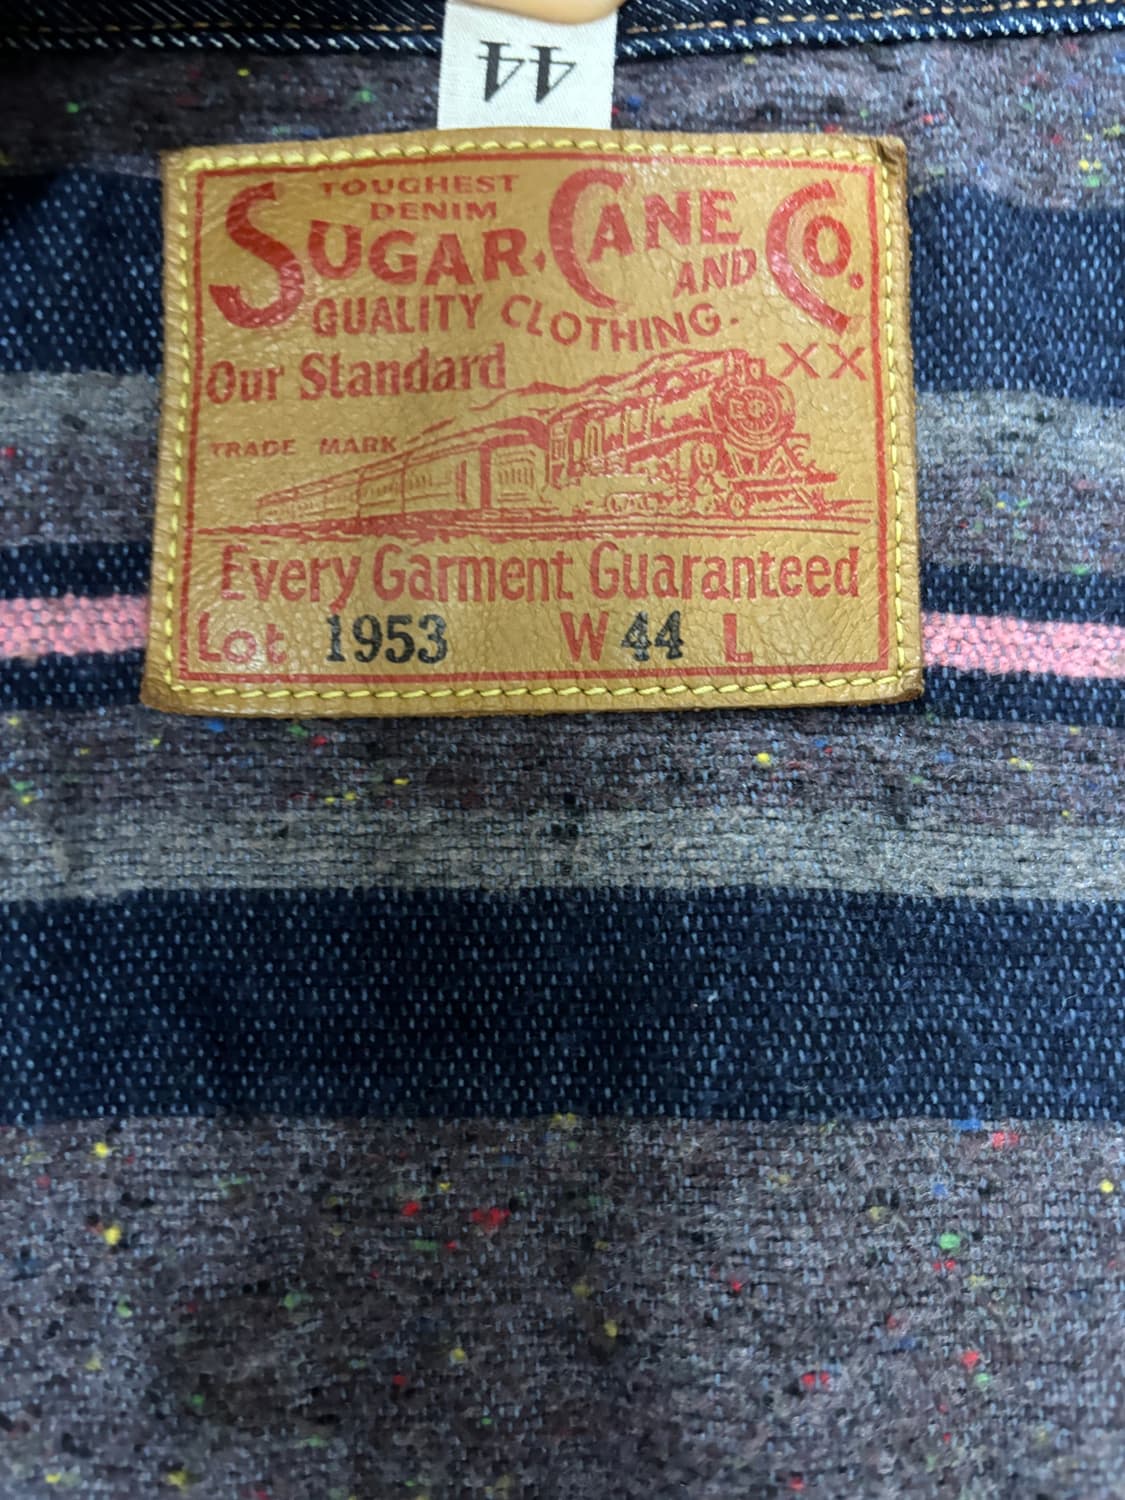 44
TOUGHEST
DENIM
SUGAR CANE AND CO.
QUALITY CLOTHING.
Our Standard
XX
TRADE MARK
Every Garment Guaranteed
Lot 1953 W 44 L